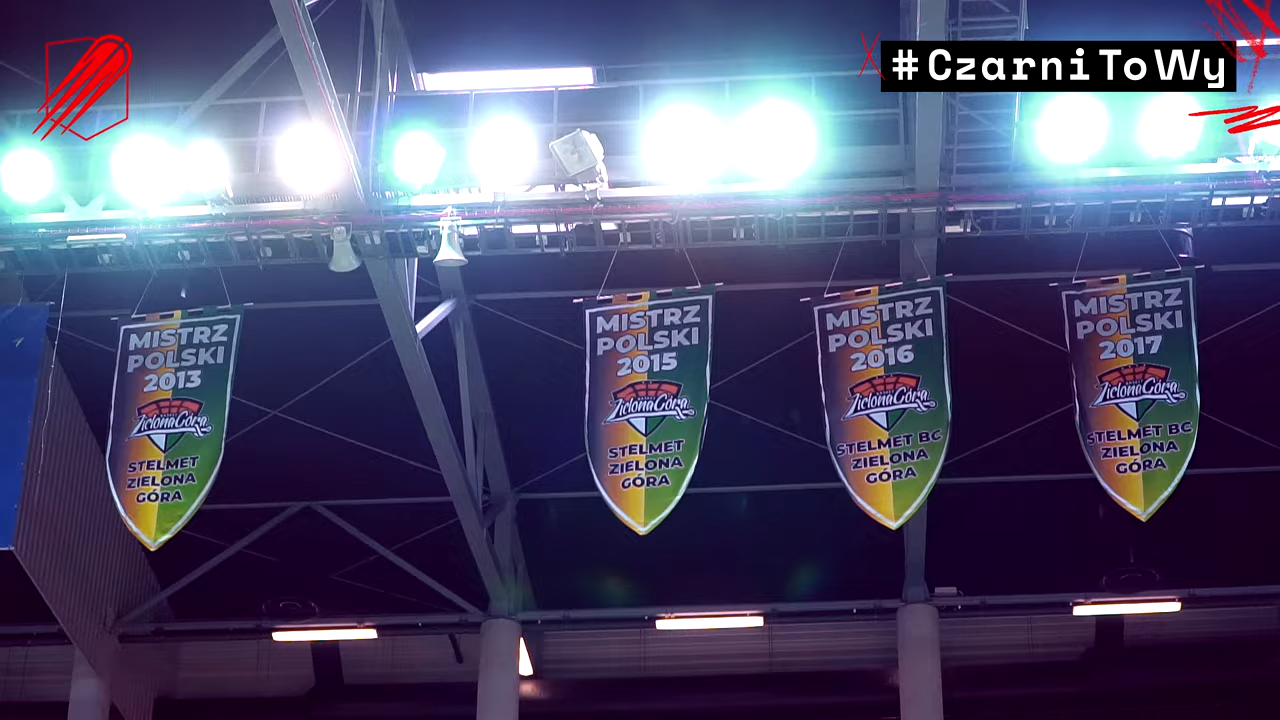 #CzarniToWy
MISTRZ
POLSKI
2013
Zielona Góra
STELMET
ZIELONA
GÓRA
MISTRZ
POLSKI
2015
Zielona Góra
STELMET
ZIELONA
GÓRA
MISTRZ
POLSKI
2016
Zielona Góra
STELMET BC
ZIELONA
GÓRA
MISTRZ
POLSKI
2017
Zielona Góra
STELMET BC
ZIELONA
GÓRA